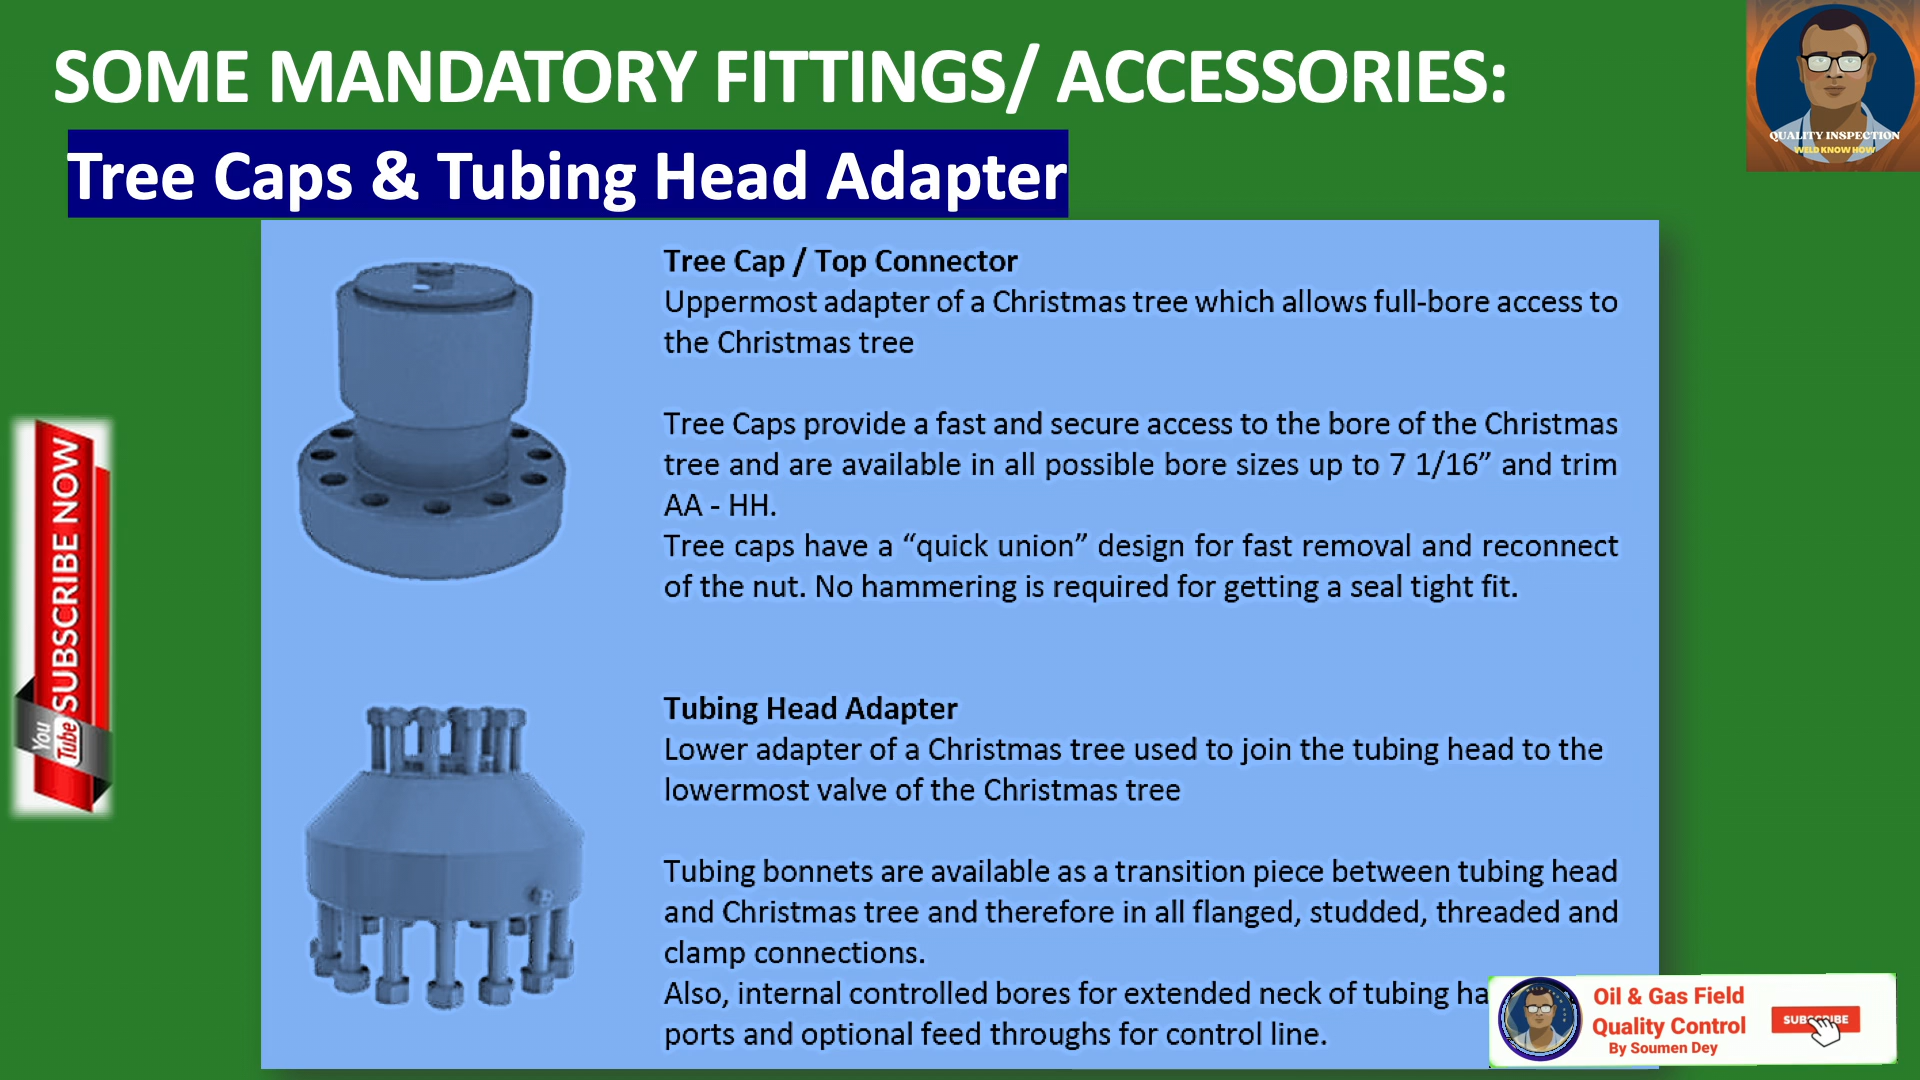 SOME MANDATORY FITTINGS/ ACCESSORIES:
Tree Caps & Tubing Head Adapter
QUALITY INSPECTION
WELD KNOW HOW
Tree Cap / Top Connector
Uppermost adapter of a Christmas tree which allows full-bore access to
the Christmas tree
Tree Caps provide a fast and secure access to the bore of the Christmas
tree and are available in all possible bore sizes up to 7 1/16” and trim
AA - HH.
Tree caps have a “quick union” design for fast removal and reconnect
of the nut. No hammering is required for getting a seal tight fit.
SUBSCRIBE NOW
You
Tube
Tubing Head Adapter
Lower adapter of a Christmas tree used to join the tubing head to the
lowermost valve of the Christmas tree
Tubing bonnets are available as a transition piece between tubing head
and Christmas tree and therefore in all flanged, studded, threaded and
clamp connections.
Also, internal controlled bores for extended neck of tubing
ports and optional feed throughs for control line.
Oil & Gas Field
Quality Control
By Soumen Dey
SUBSCRIBE